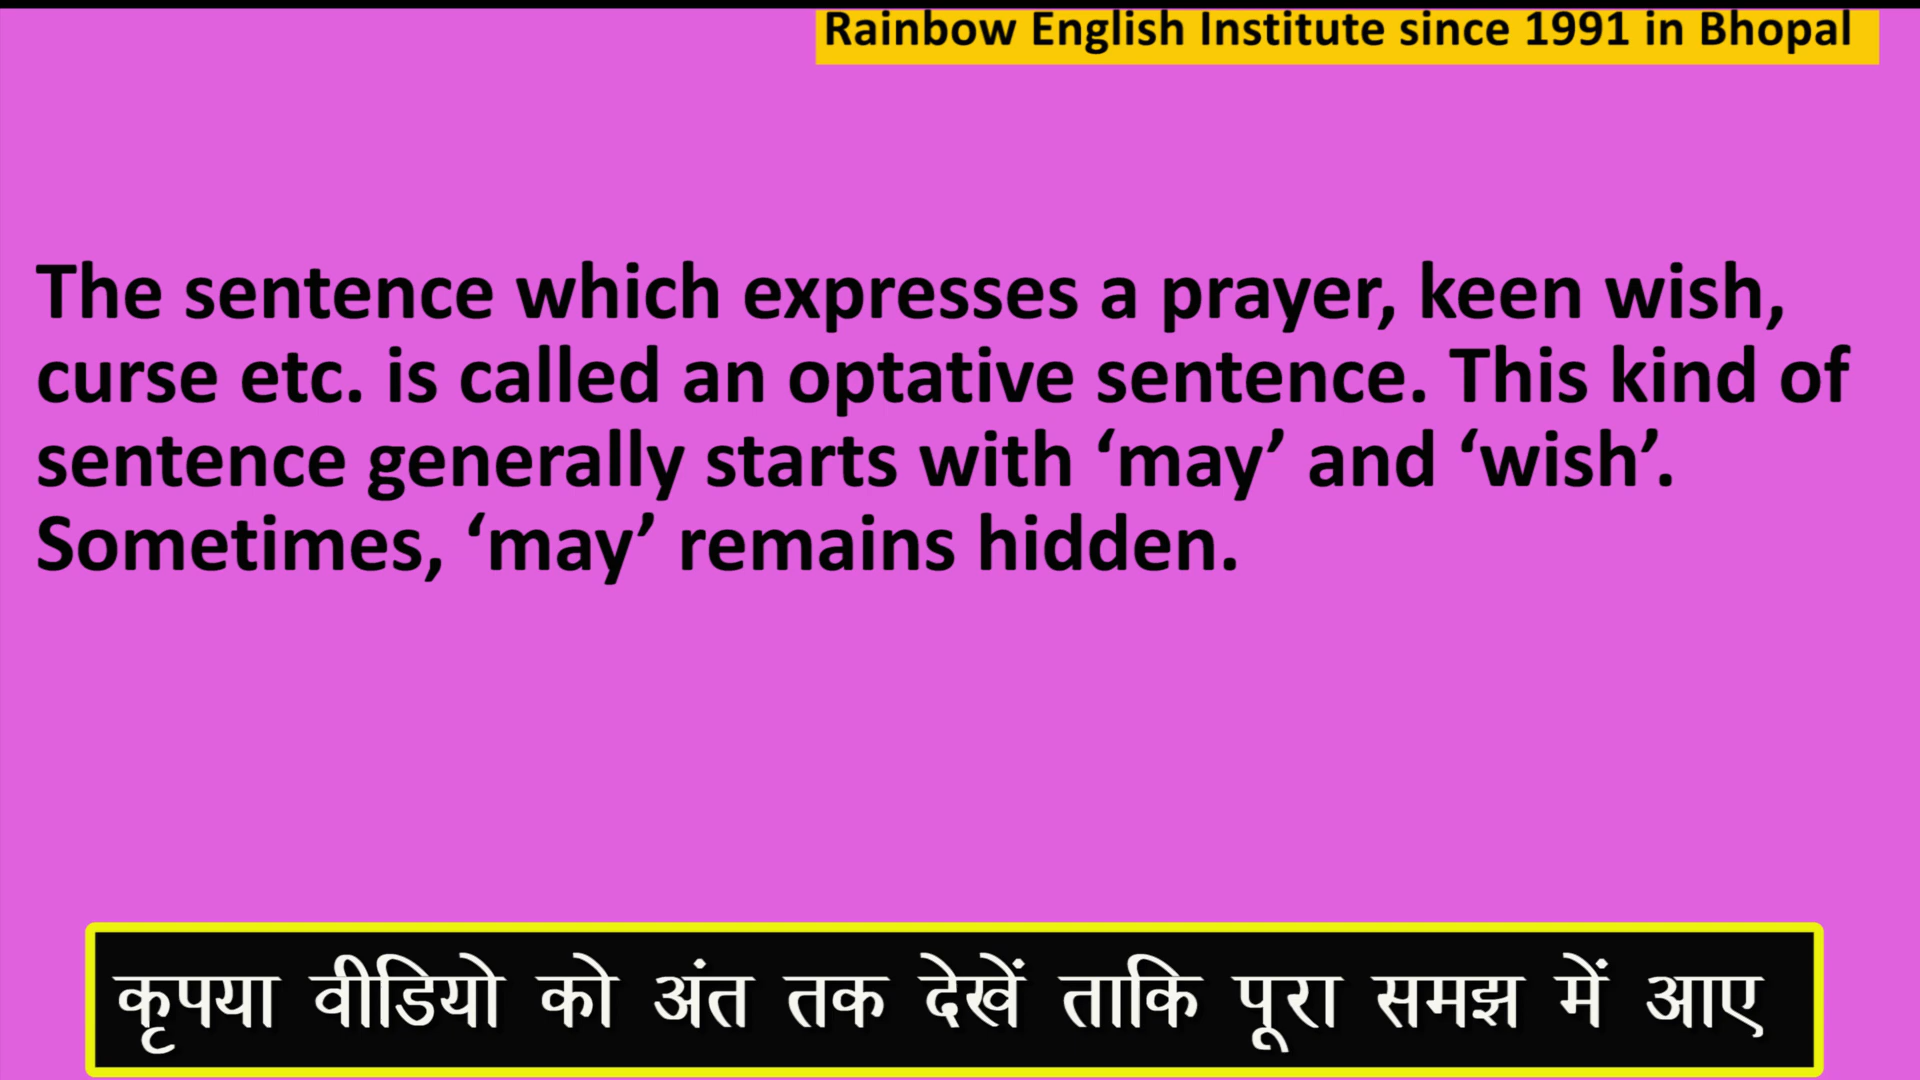 Rainbow English Institute since 1991 in Bhopal
The sentence which expresses a prayer, keen wish,
curse etc. is called an optative sentence. This kind of
sentence generally starts with ‘may’ and ‘wish’.
Sometimes, ‘may’ remains hidden.
कृपया वीडियो को अंत तक देखें ताकि पूरा समझ में आए